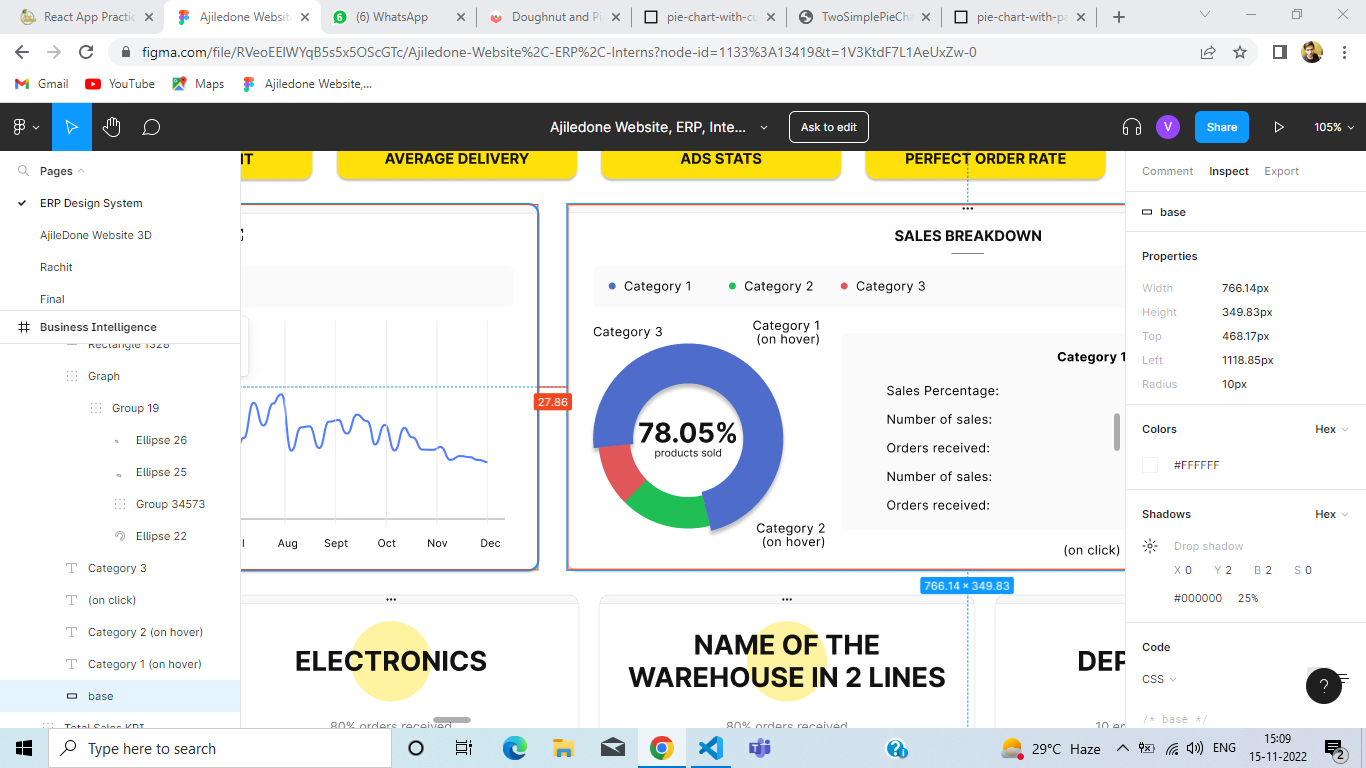 React App Practic
Ajiledone Websit
(6) WhatsApp
Doughnut and Pi
pie-chart-with-cu
TwoSimplePieCha
pie-chart-with-pa
figma.com/file/RVeoEEIWYqB5s5x5OScGTc/Ajiledone-Website%2C-ERP%2C-Interns?node-id=1133%3A13419&t=1V3KtdF7L1AeUxZw-0
Gmail
YouTube
Maps
Ajiledone Website,...
Ajiledone Website, ERP, Inte...
Ask to edit
V
Share
105%
Pages
ERP Design System
AjileDone Website 3D
Rachit
Final
Business Intelligence
Rectangle 1328
Graph
Group 19
Ellipse 26
Ellipse 25
Group 34573
Ellipse 22
Category 3
(on click)
Category 2 (on hover)
Category 1 (on hover)
base
Total Sales KPI
AVERAGE DELIVERY
ADS STATS
PERFECT ORDER RATE
Aug
Sept
Oct
Nov
Dec
27.86
SALES BREAKDOWN
Category 1
Category 2
Category 3
Category 3
Category 1
(on hover)
78.05%
products sold
Category 2
(on hover)
Category 1
Sales Percentage:
Number of sales:
Orders received:
Number of sales:
Orders received:
(on click)
766.14 × 349.83
ELECTRONICS
80% orders received
NAME OF THE
WAREHOUSE IN 2 LINES
80% orders received
DEP
10 em
Comment
Inspect
Export
base
Properties
Width 766.14px
Height 349.83px
Top 468.17px
Left 1118.85px
Radius 10px
Colors
Hex
#FFFFFF
Shadows
Hex
Drop shadow
X 0 Y 2 B 2 S 0
#000000 25%
Code
CSS
/* base */
?
Type here to search
29°C Haze
ENG
15:09
15-11-2022
2